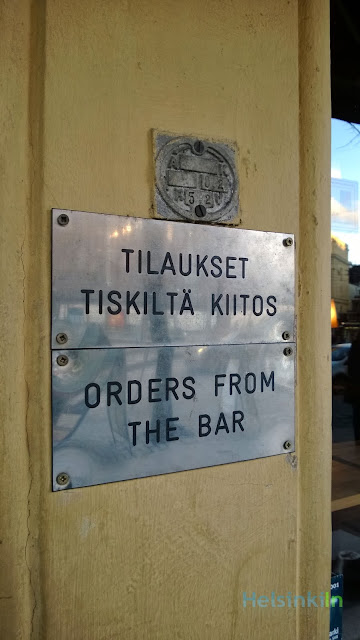 TILAUKSET
TISKILTÄ KIITOS
ORDERS FROM
THE BAR
HelsinkiIn